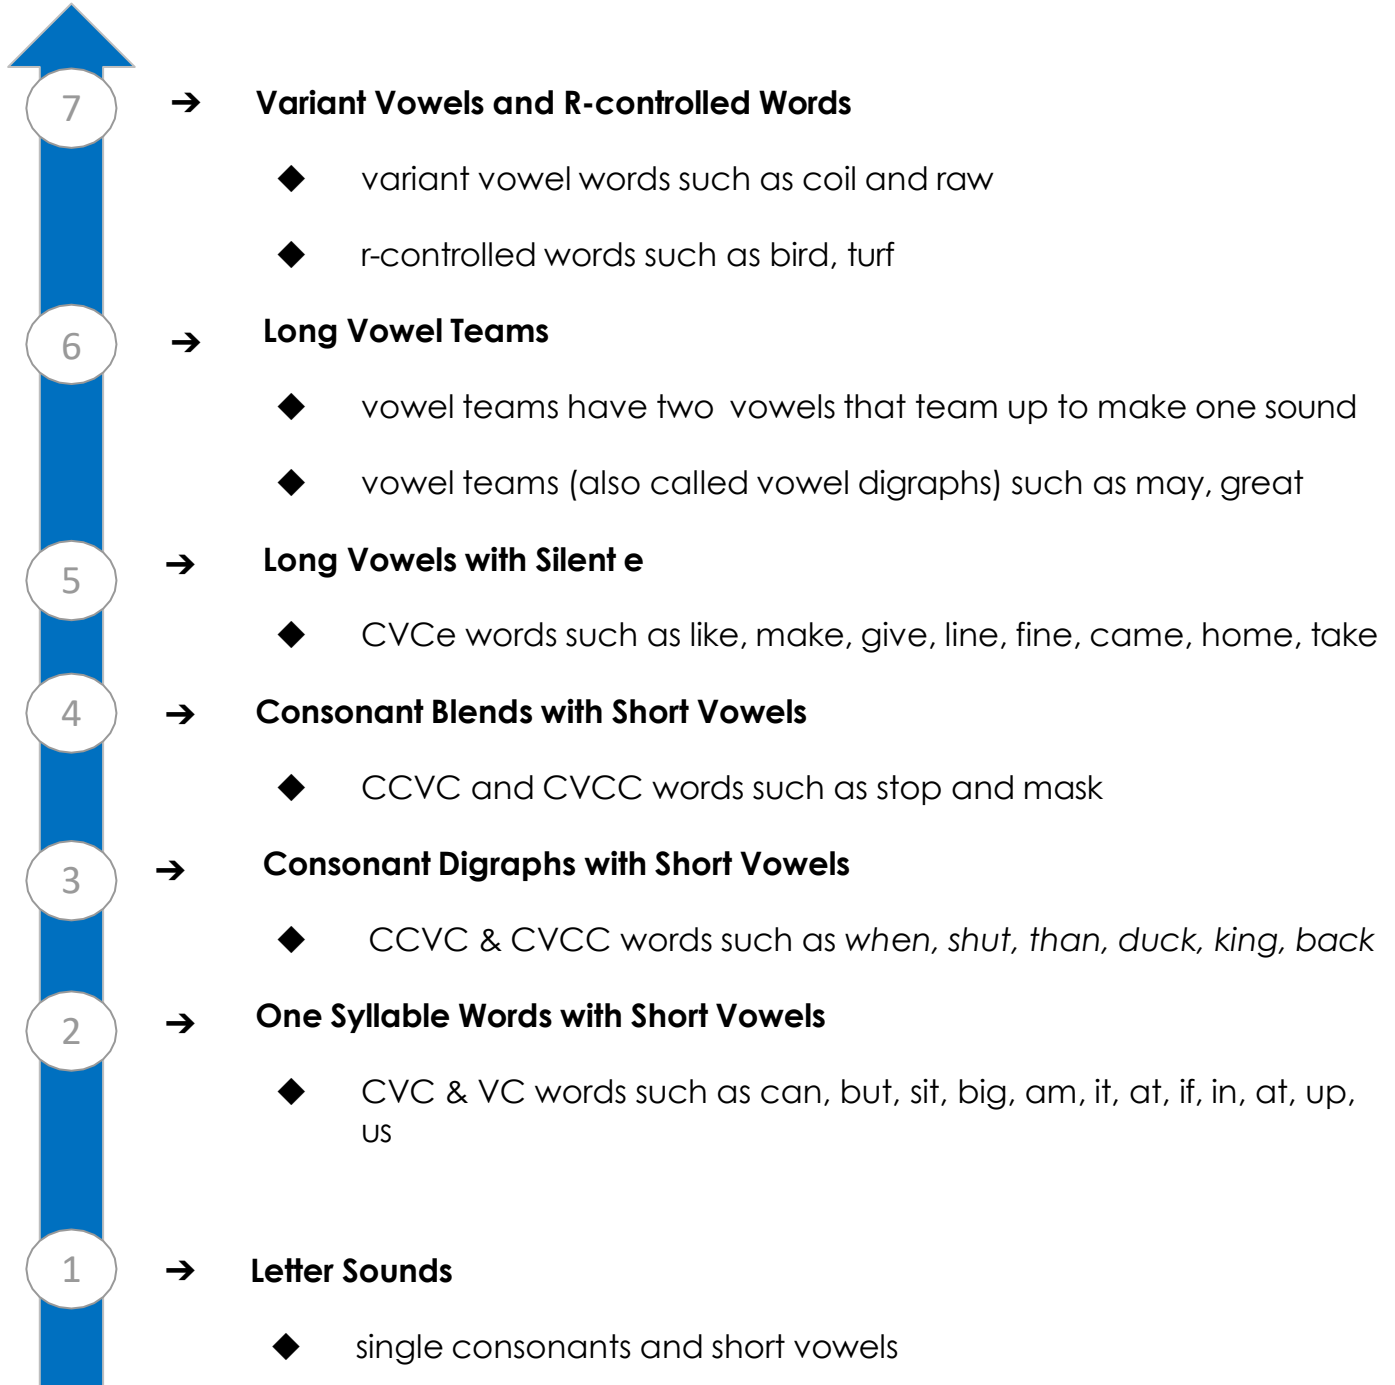 7 ➔ Variant Vowels and R-controlled Words
◆ variant vowel words such as coil and raw
◆ r-controlled words such as bird, turf
6 ➔ Long Vowel Teams
◆ vowel teams have two vowels that team up to make one sound
◆ vowel teams (also called vowel digraphs) such as may, great
5 ➔ Long Vowels with Silent e
◆ CVCe words such as like, make, give, line, fine, came, home, take
4 ➔ Consonant Blends with Short Vowels
◆ CCVC and CVCC words such as stop and mask
3 ➔ Consonant Digraphs with Short Vowels
◆ CCVC & CVCC words such as when, shut, than, duck, king, back
2 ➔ One Syllable Words with Short Vowels
◆ CVC & VC words such as can, but, sit, big, am, it, at, if, in, at, up,
us
1 ➔ Letter Sounds
◆ single consonants and short vowels